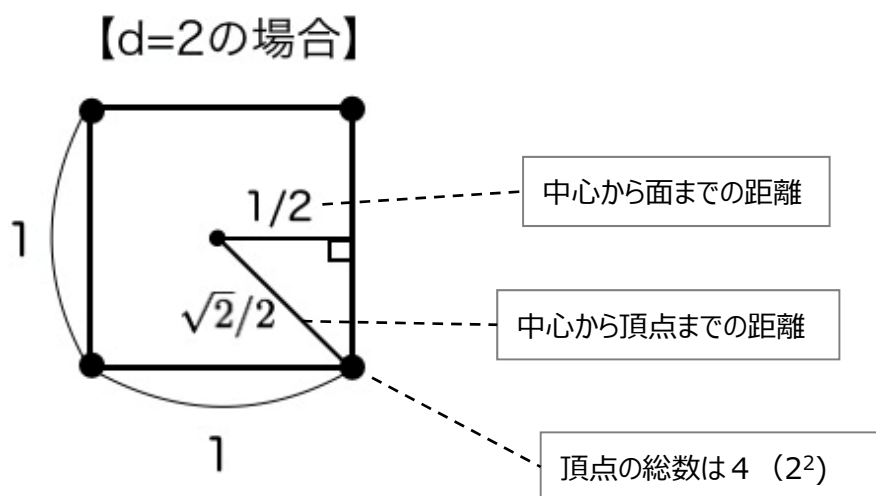 【d=2の場合】
1/2
中心から面までの距離
1
√2/2
中心から頂点までの距離
1
頂点の総数は４（2²)